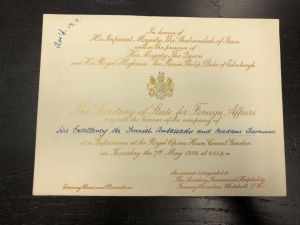 In honour of
His Imperial Majesty The Shahanshah of Iran
and in the presence of
Her Majesty The Queen
and His Royal Highness The Prince Philip, Duke of Edinburgh
The Secretary of State for Foreign Affairs
requests the honour of the company of
His Excellency the Finnish Ambassador and Madame
at a Performance at the Royal Opera House, Covent Garden
on Thursday the 7th May, 1959 at 8.45 p.m.
An answer is requested to
The Secretary, Government Hospitality
Treasury Chambers, Whitehall, S.W.1.
Evening Dress and Decorations